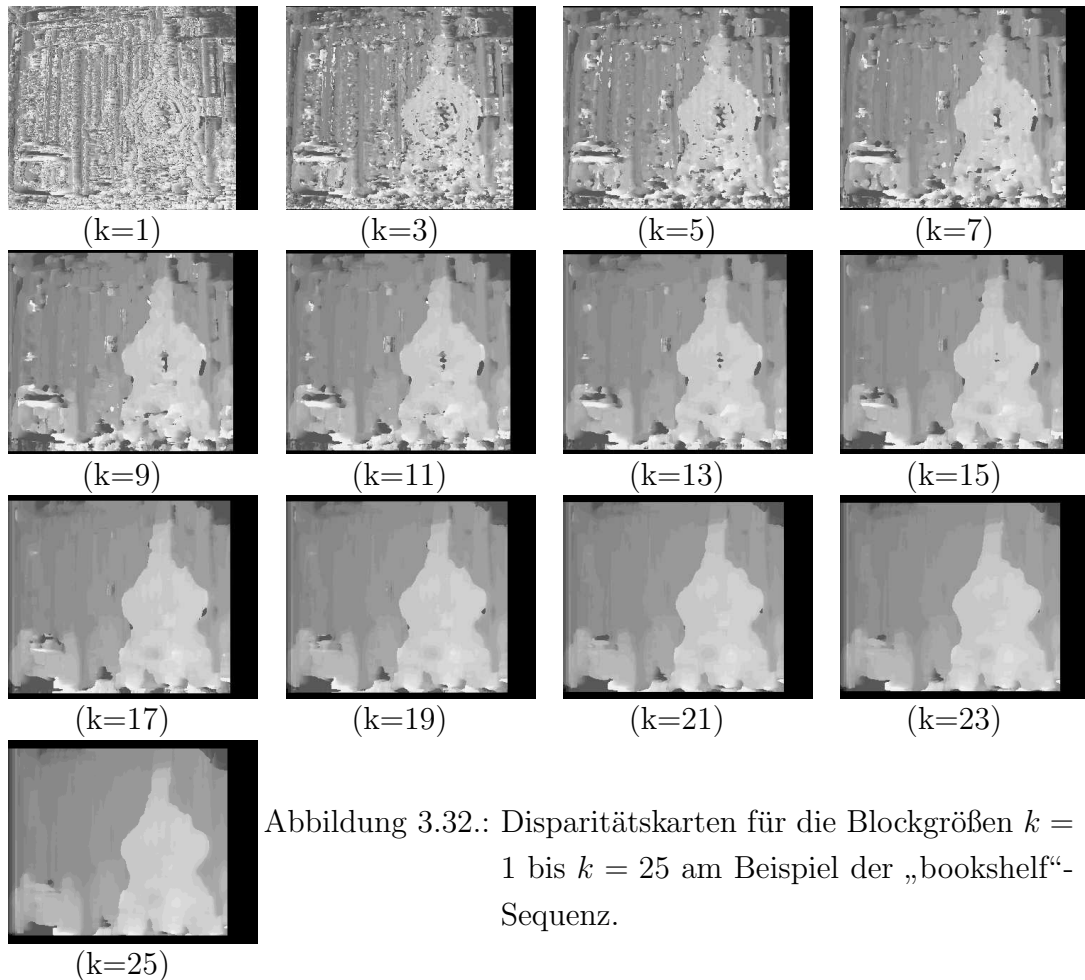 (k=1) (k=3) (k=5) (k=7)
(k=9) (k=11) (k=13) (k=15)
(k=17) (k=19) (k=21) (k=23)
Abbildung 3.32.: Disparitätskarten für die Blockgrößen k =
1 bis k = 25 am Beispiel der „bookshelf“-
Sequenz.
(k=25)